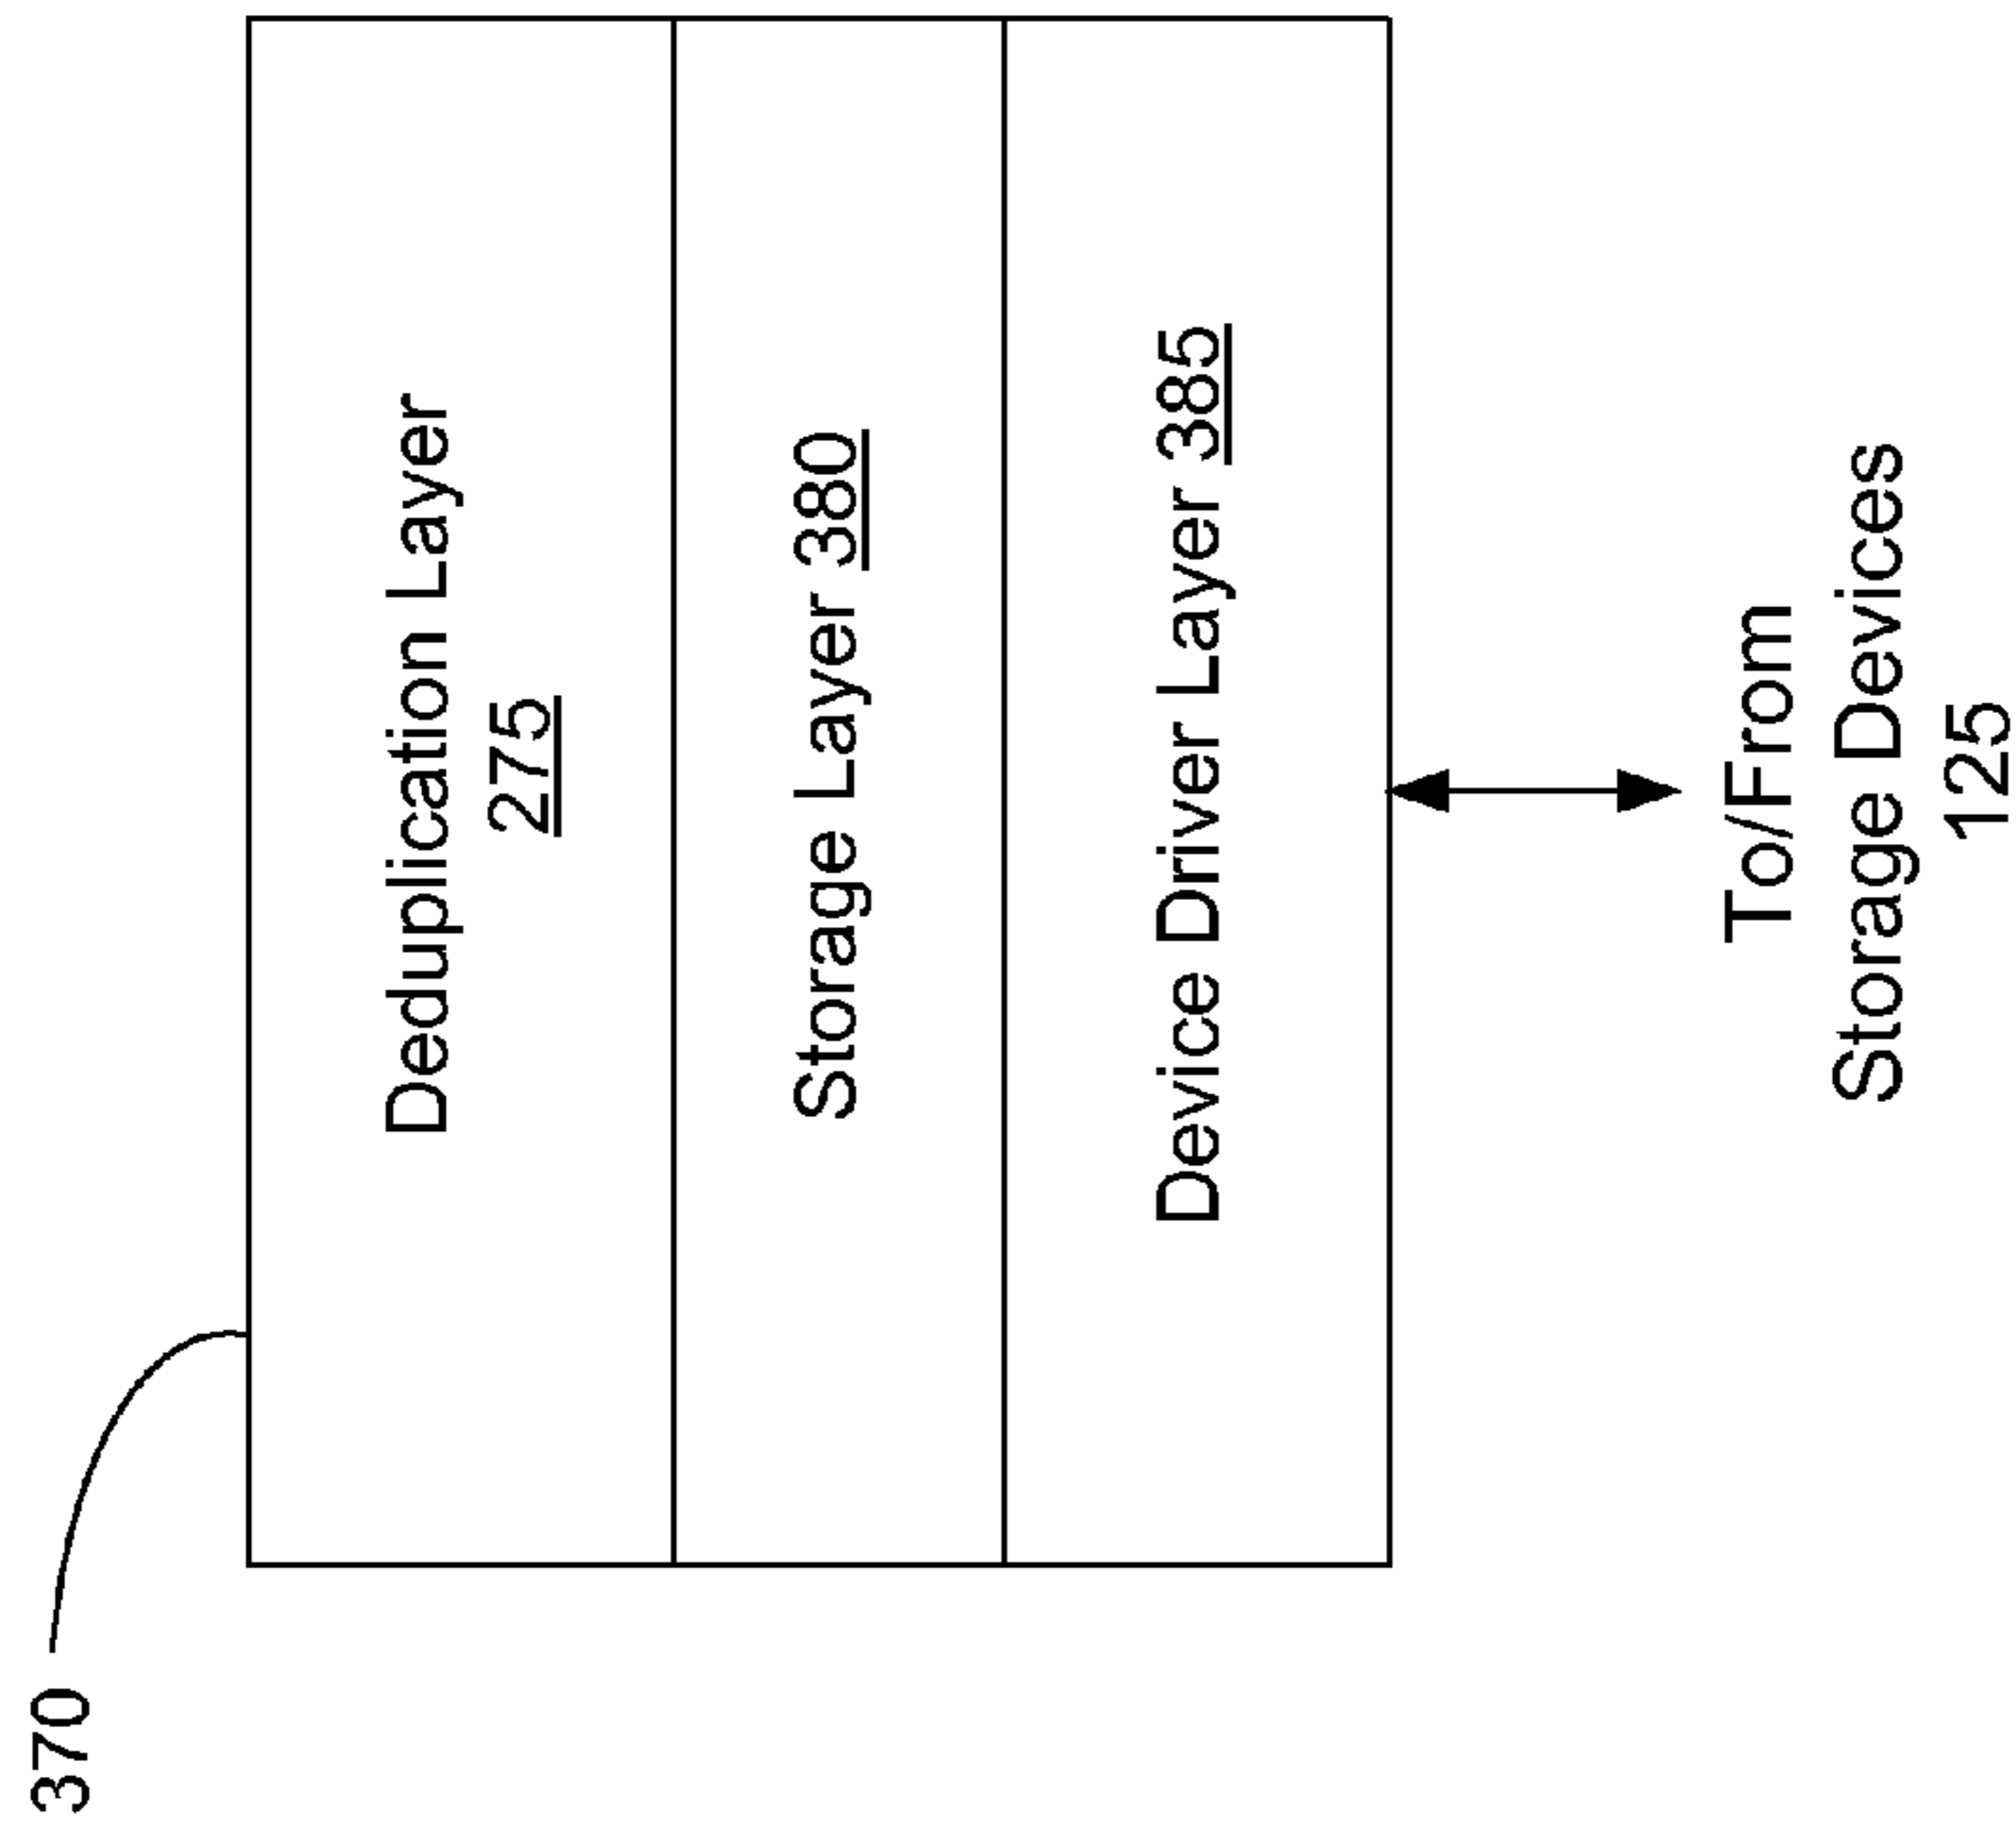 370
Deduplication Layer
275
Storage Layer 380
Device Driver Layer 385
To/From
Storage Devices
125